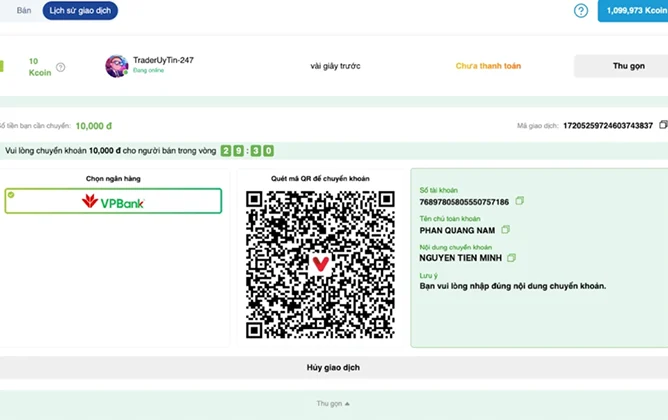 Bán
Lịch sử giao dịch
1,099,973 Kcoin
10
Kcoin
TraderUyTin-247
Đang online
vài giây trước
Chưa thanh toán
Thu gọn
Số tiền bạn cần chuyển: 10,000 đ
Mã giao dịch: 17205259724603743837
Vui lòng chuyển khoản 10,000 đ cho người bán trong vòng 29:30
Chọn ngân hàng
VPBank
Quét mã QR để chuyển khoản
Số tài khoản
76897805805550757186
Tên chủ toàn khoản
PHAN QUANG NAM
Nội dung chuyển khoản
NGUYEN TIEN MINH
Lưu ý
Bạn vui lòng nhập đúng nội dung chuyển khoản.
Hủy giao dịch
Thu gọn